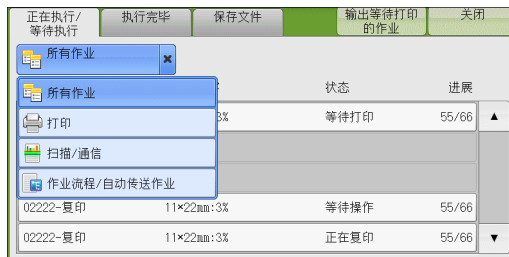 正在执行/
等待执行
执行完毕
保存文件
输出等待打印
的作业
关闭
所有作业
状态
进展
所有作业
:3%
等待打印
55/66
打印
扫描/通信
作业流程/自动传送作业
02222-复印
11×22mm:3%
等待操作
55/66
02222-复印
11×22mm:3%
正在复印
55/66